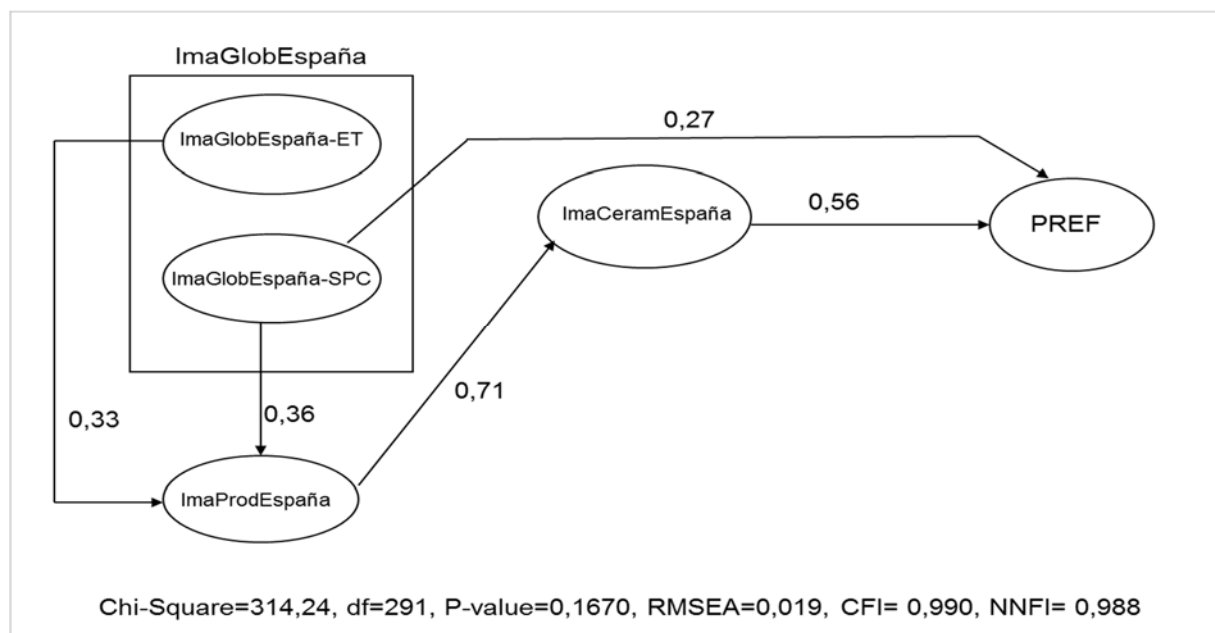 ImaGlobEspaña
ImaGlobEspaña-ET
0,27
ImaCeramEspaña
0,56
PREF
ImaGlobEspaña-SPC
0,71
0,33
0,36
ImaProdEspaña
Chi-Square=314,24, df=291, P-value=0,1670, RMSEA=0,019, CFI= 0,990, NNFI= 0,988